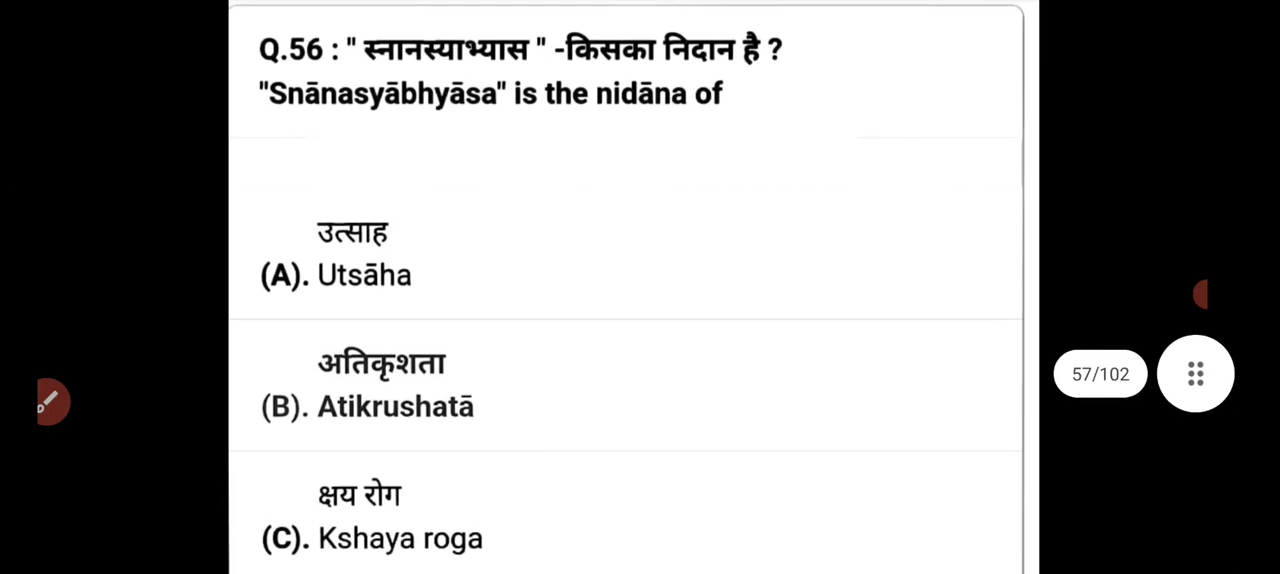 Q.56 : " स्नानस्याभ्यास " -किसका निदान है ?
"Snānasyābhyāsa" is the nidāna of
उत्साह
(A). Utsāha
अतिकृशता
(B). Atikrushatā
57/102
क्षय रोग
(C). Kshaya roga